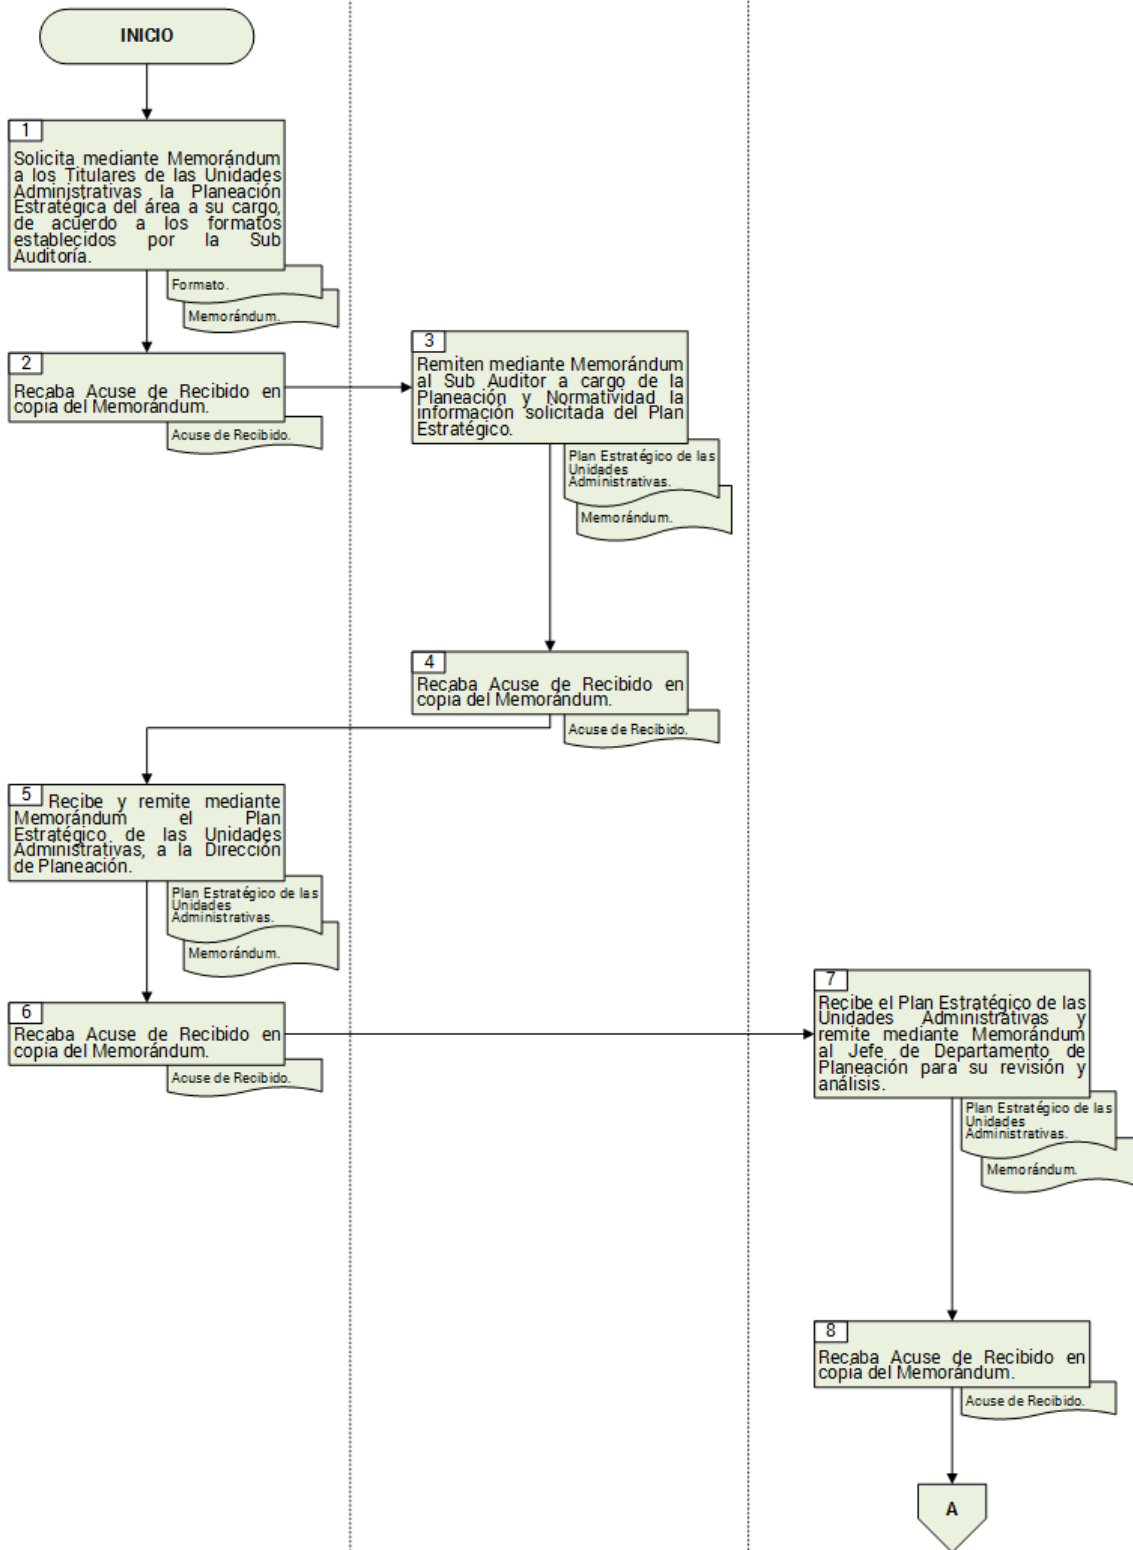 INICIO
1
Solicita mediante Memorándum
a los Titulares de las Unidades
Administrativas la Planeación
Estratégica del área a su cargo,
de acuerdo a los formatos
establecidos por la Sub
Auditoría.
Formato.
Memorándum.
2
Recaba Acuse de Recibido en
copia del Memorándum.
Acuse de Recibido.
3
Remiten mediante Memorándum
al Sub Auditor a cargo de la
Planeación y Normatividad la
información solicitada del Plan
Estratégico.
Plan Estratégico de las
Unidades
Administrativas.
Memorándum.
4
Recaba Acuse de Recibido en
copia del Memorándum.
Acuse de Recibido.
5 Recibe y remite mediante
Memorándum el Plan
Estratégico de las Unidades
Administrativas, a la Dirección
de Planeación.
Plan Estratégico de las
Unidades
Administrativas.
Memorándum.
6
Recaba Acuse de Recibido en
copia del Memorándum.
Acuse de Recibido.
7
Recibe el Plan Estratégico de las
Unidades Administrativas y
remite mediante Memorándum
al Jefe de Departamento de
Planeación para su revisión y
análisis.
Plan Estratégico de las
Unidades
Administrativas.
Memorándum.
8
Recaba Acuse de Recibido en
copia del Memorándum.
Acuse de Recibido.
A